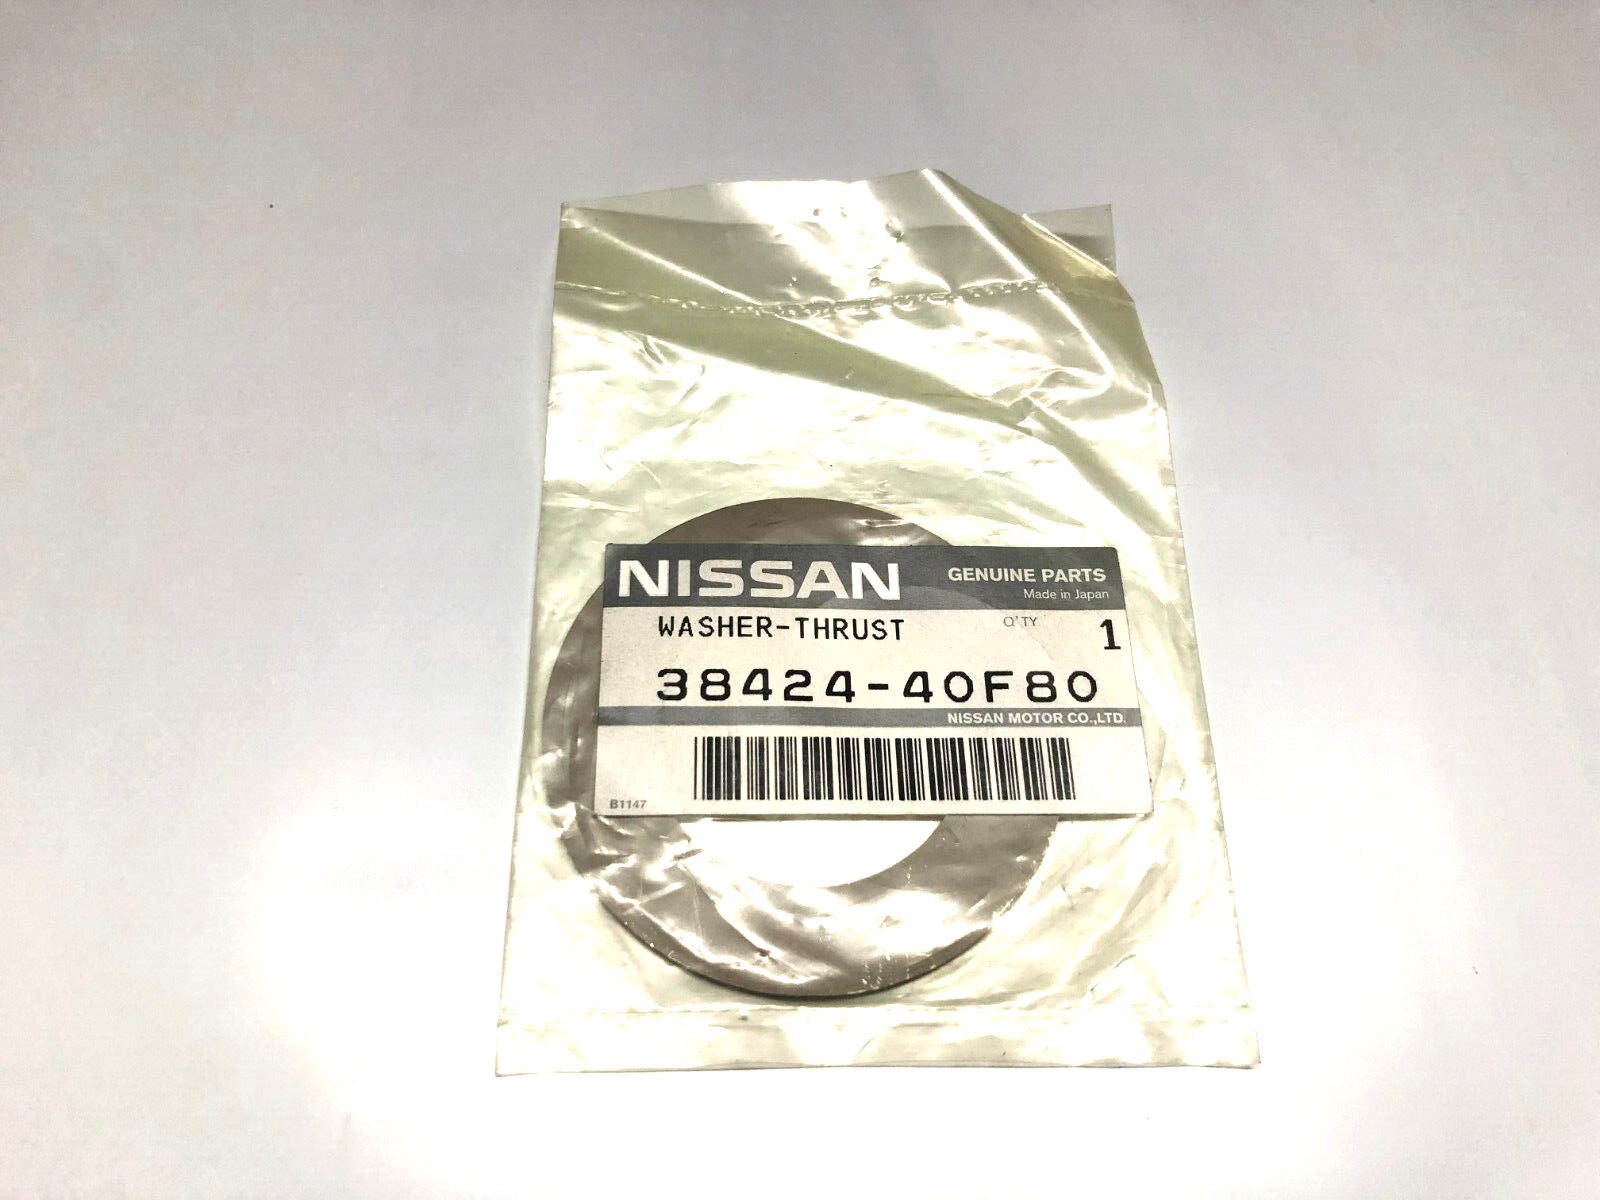 NISSAN GENUINE PARTS
Made in Japan
WASHER-THRUST Q'TY 1
38424-40F80
NISSAN MOTOR CO.,LTD.
B1147